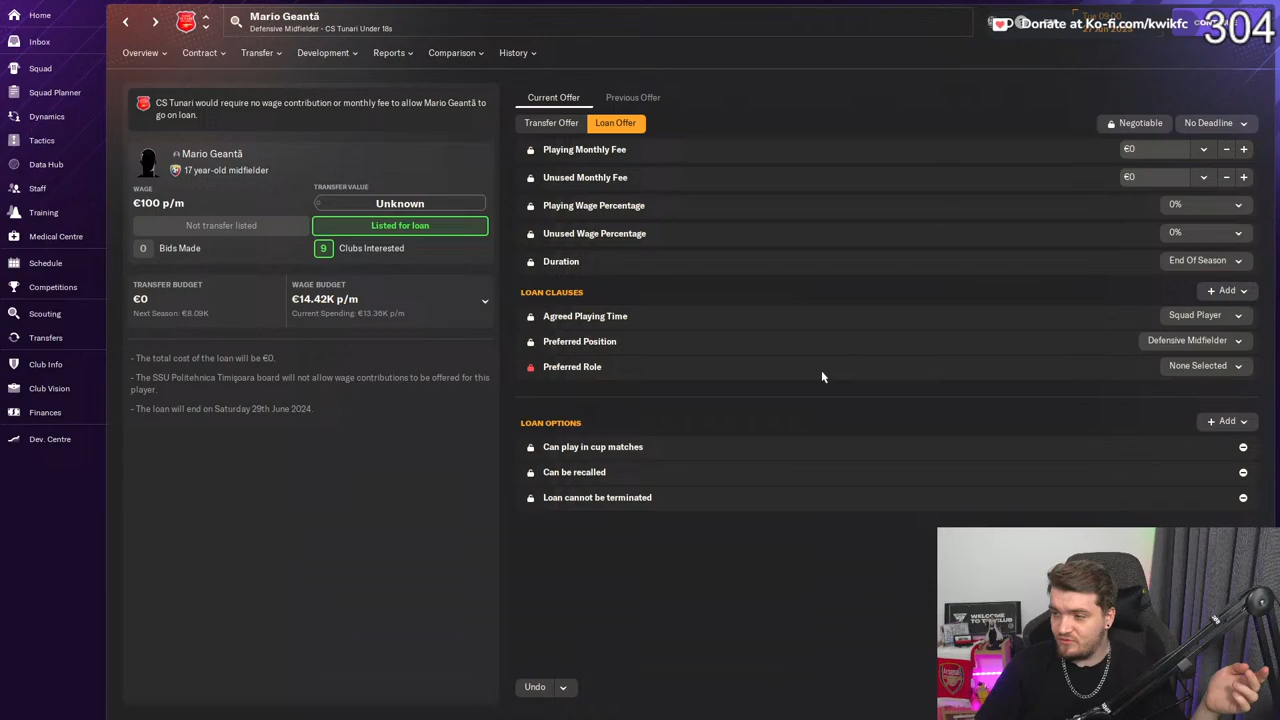 Home
Inbox
Squad
Squad Planner
Dynamics
Tactics
Data Hub
Staff
Training
Medical Centre
Schedule
Competitions
Scouting
Transfers
Club Info
Club Vision
Finances
Dev. Centre
Mario Geantă
Defensive Midfielder - CS Tunari Under 18s
Donate at Ko-fi.com/kwikfc
304
Overview
Contract
Transfer
Development
Reports
Comparison
History
CS Tunari would require no wage contribution or monthly fee to allow Mario Geantă to
go on loan.
Mario Geantă
17 year-old midfielder
WAGE
€100 p/m
TRANSFER VALUE
Unknown
Not transfer listed
Listed for loan
0 Bids Made
9 Clubs Interested
TRANSFER BUDGET
€0
Next Season: €8.09K
WAGE BUDGET
€14.42K p/m
Current Spending: €13.36K p/m
- The total cost of the loan will be €0.
- The SSU Politehnica Timişoara board will not allow wage contributions to be offered for this
player.
- The loan will end on Saturday 29th June 2024.
Current Offer
Previous Offer
Transfer Offer
Loan Offer
Negotiable
No Deadline
Playing Monthly Fee €0
Unused Monthly Fee €0
Playing Wage Percentage 0%
Unused Wage Percentage 0%
Duration End Of Season
LOAN CLAUSES
+ Add
Agreed Playing Time Squad Player
Preferred Position Defensive Midfielder
Preferred Role None Selected
LOAN OPTIONS
+ Add
Can play in cup matches
Can be recalled
Loan cannot be terminated
Undo
WELCOME
TO THE
CLUB
Arsenal